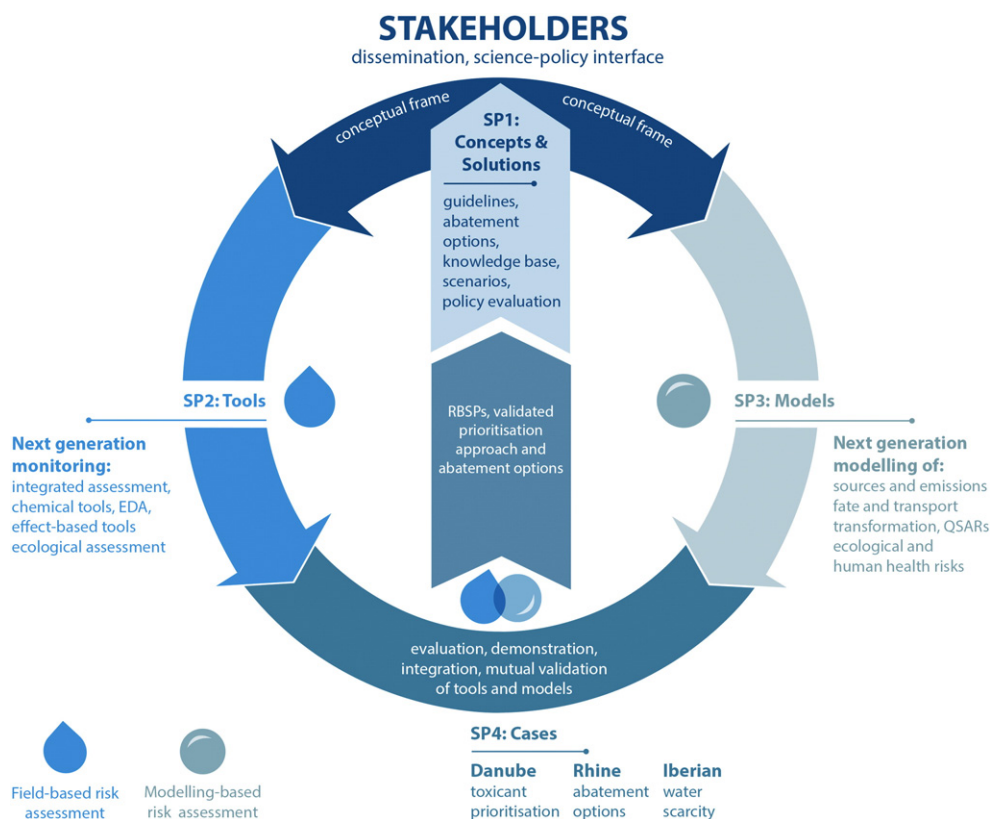 STAKEHOLDERS
dissemination, science-policy interface
conceptual frame
conceptual frame
SP1:
Concepts &
Solutions
guidelines,
abatement
options,
knowledge base,
scenarios,
policy evaluation
SP2: Tools
Next generation
monitoring:
integrated assessment,
chemical tools, EDA,
effect-based tools
ecological assessment
RBSPs, validated
prioritisation
approach and
abatement options
SP3: Models
Next generation
modelling of:
sources and emissions
fate and transport
transformation, QSARs
ecological and
human health risks
evaluation, demonstration,
integration, mutual validation
of tools and models
SP4: Cases
Danube
toxicant
prioritisation
Rhine
abatement
options
Iberian
water
scarcity
Field-based risk
assessment
Modelling-based
risk assessment